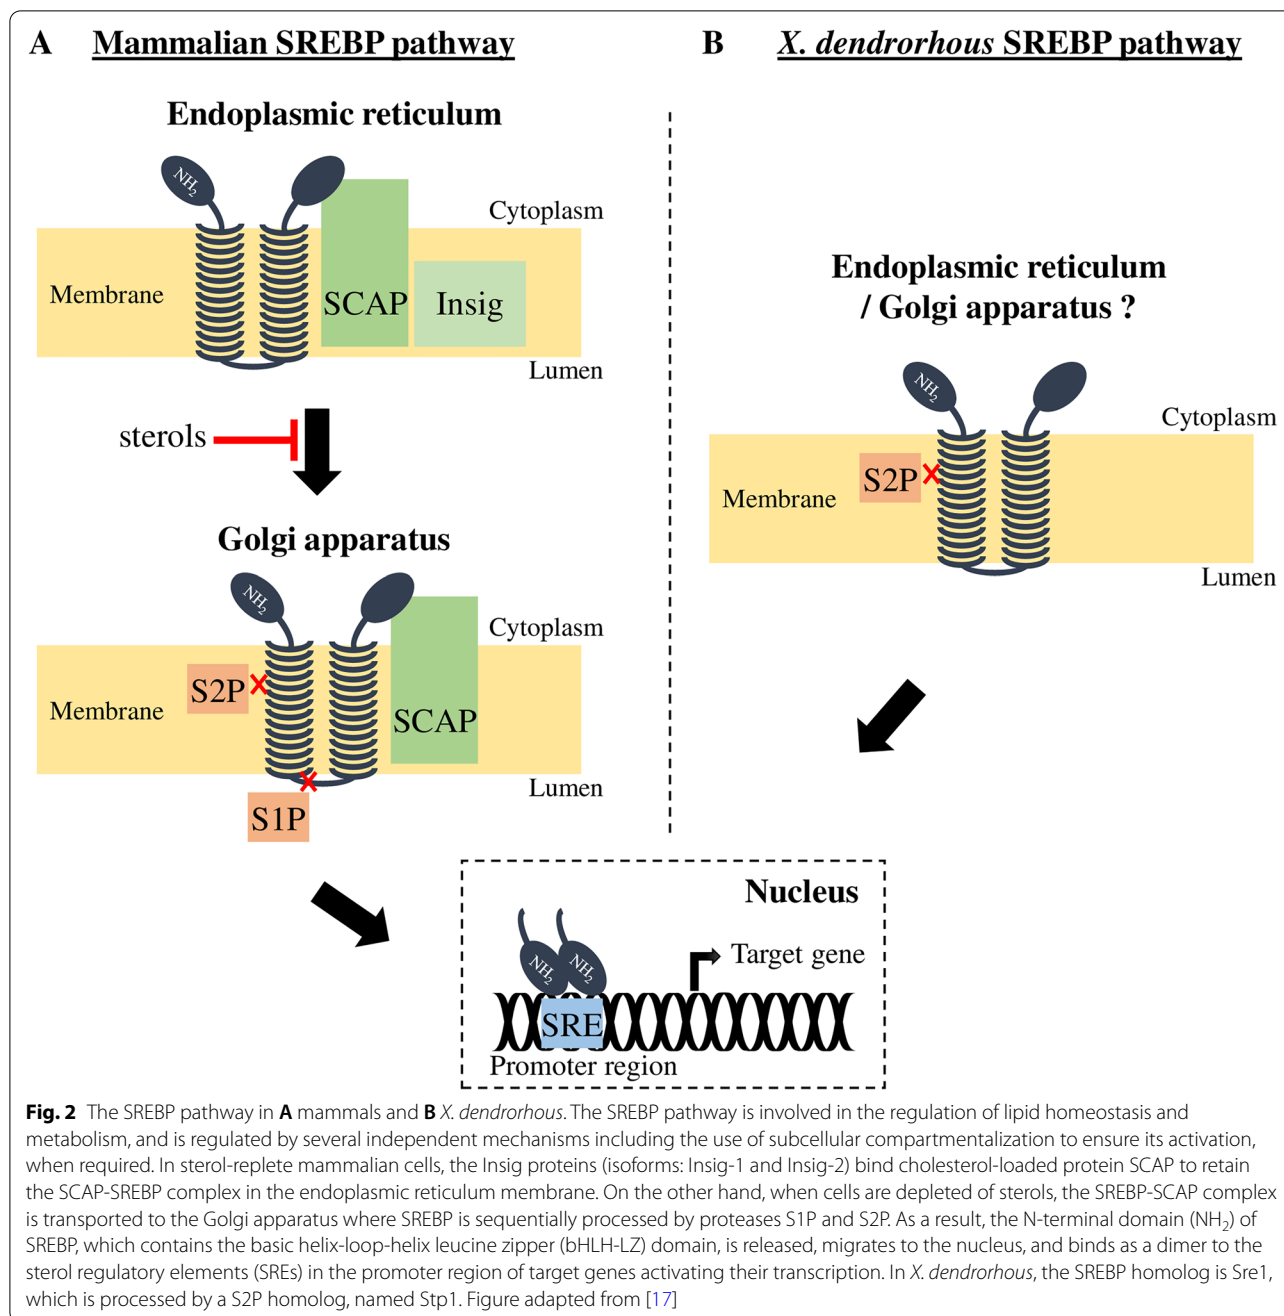 A Mammalian SREBP pathway
Endoplasmic reticulum
NH2
Cytoplasm
Membrane
SCAP
Insig
Lumen
sterols
Golgi apparatus
NH2
Cytoplasm
S2P
Membrane
SCAP
Lumen
S1P
B X. dendrorhous SREBP pathway
Endoplasmic reticulum
/ Golgi apparatus ?
NH2
Cytoplasm
S2P
Membrane
Lumen
Nucleus
Target gene
NH2
NH2
SRE
Promoter region
Fig. 2 The SREBP pathway in A mammals and B X. dendrorhous. The SREBP pathway is involved in the regulation of lipid homeostasis and
metabolism, and is regulated by several independent mechanisms including the use of subcellular compartmentalization to ensure its activation,
when required. In sterol-replete mammalian cells, the Insig proteins (isoforms: Insig-1 and Insig-2) bind cholesterol-loaded protein SCAP to retain
the SCAP-SREBP complex in the endoplasmic reticulum membrane. On the other hand, when cells are depleted of sterols, the SREBP-SCAP complex
is transported to the Golgi apparatus where SREBP is sequentially processed by proteases S1P and S2P. As a result, the N-terminal domain (NH2) of
SREBP, which contains the basic helix-loop-helix leucine zipper (bHLH-LZ) domain, is released, migrates to the nucleus, and binds as a dimer to the
sterol regulatory elements (SREs) in the promoter region of target genes activating their transcription. In X. dendrorhous, the SREBP homolog is Sre1,
which is processed by a S2P homolog, named Stp1. Figure adapted from [17]